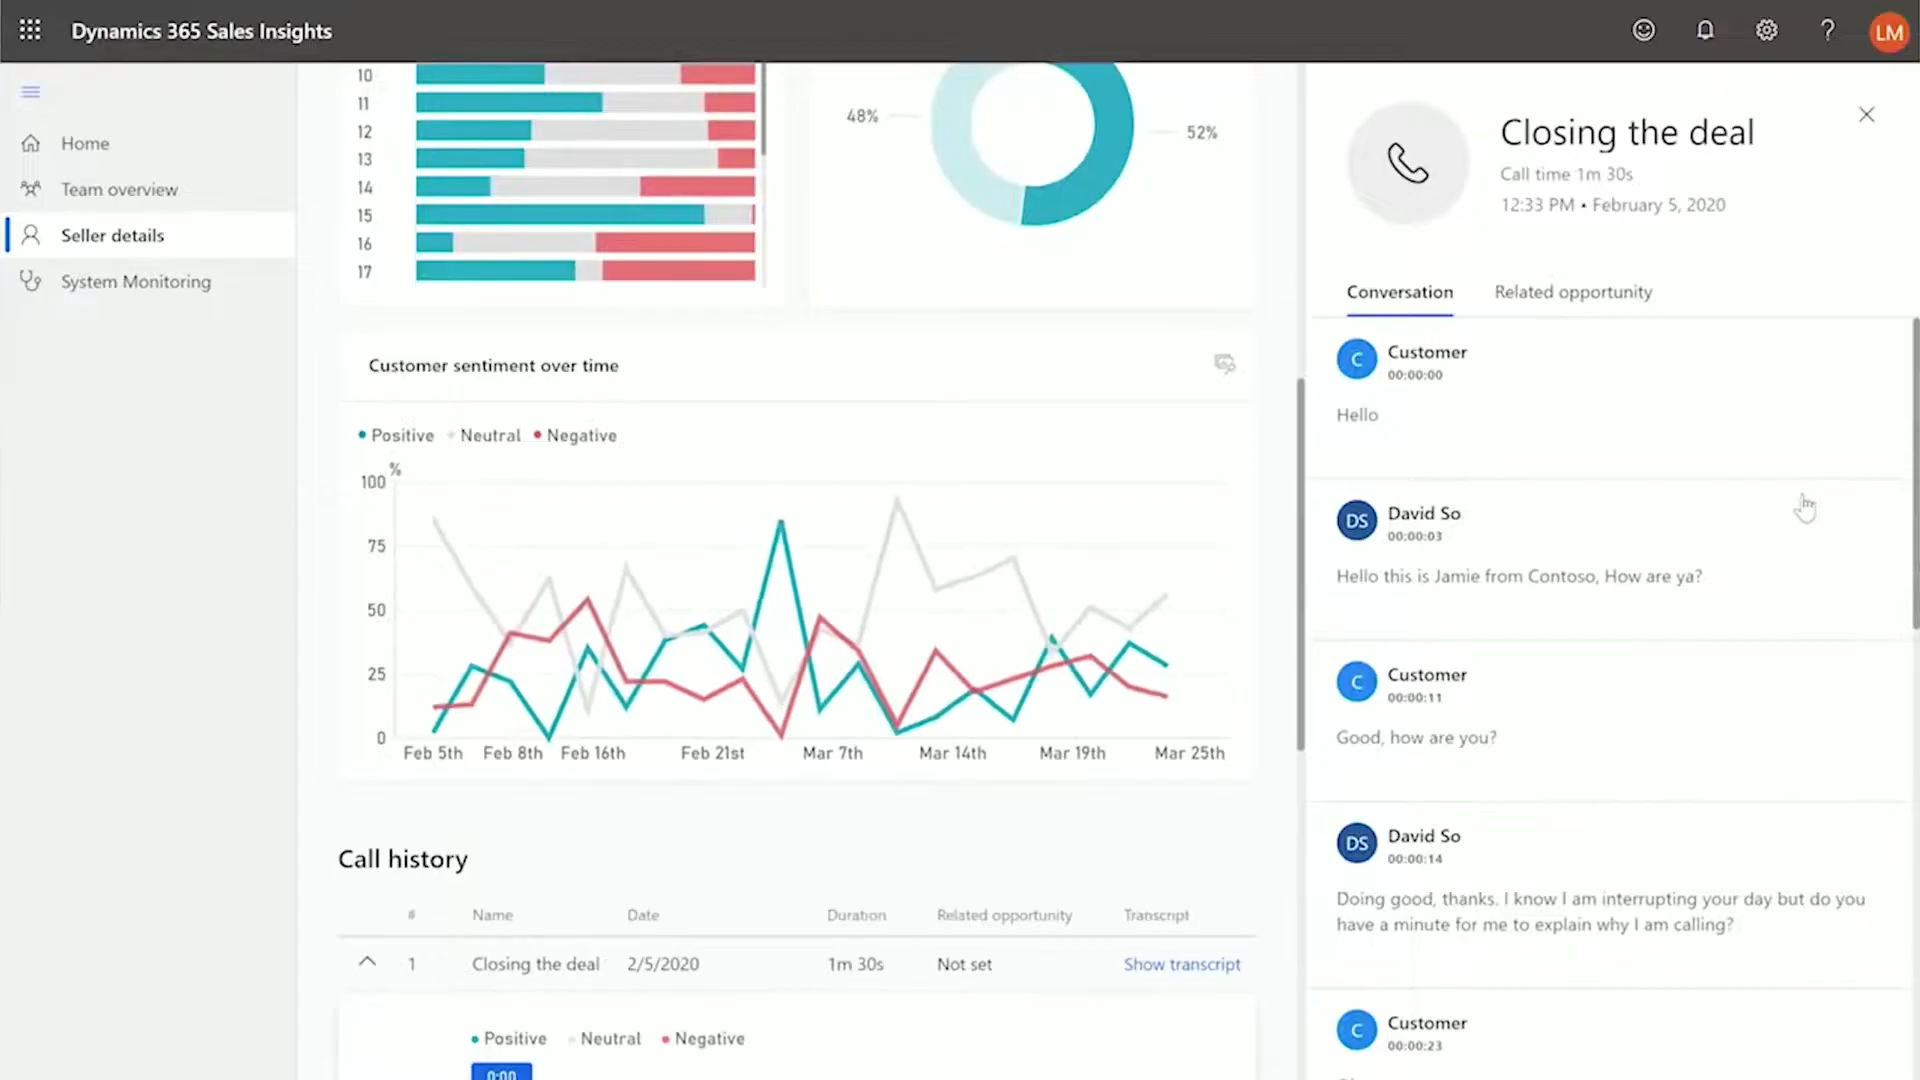 Dynamics 365 Sales Insights
?
LM
Home
Team overview
Seller details
System Monitoring
10
11
12
13
14
15
16
17
48%
52%
Customer sentiment over time
Positive Neutral Negative
%
100
75
50
25
0
Feb 5th Feb 8th Feb 16th Feb 21st Mar 7th Mar 14th Mar 19th Mar 25th
Call history
# Name Date Duration Related opportunity Transcript
1 Closing the deal 2/5/2020 1m 30s Not set Show transcript
Positive Neutral Negative
0:00
Closing the deal
Call time 1m 30s
12:33 PM • February 5, 2020
Conversation Related opportunity
C
Customer
00:00:00
Hello
DS
David So
00:00:03
Hello this is Jamie from Contoso, How are ya?
C
Customer
00:00:11
Good, how are you?
DS
David So
00:00:14
Doing good, thanks. I know I am interrupting your day but do you
have a minute for me to explain why I am calling?
C
Customer
00:00:23